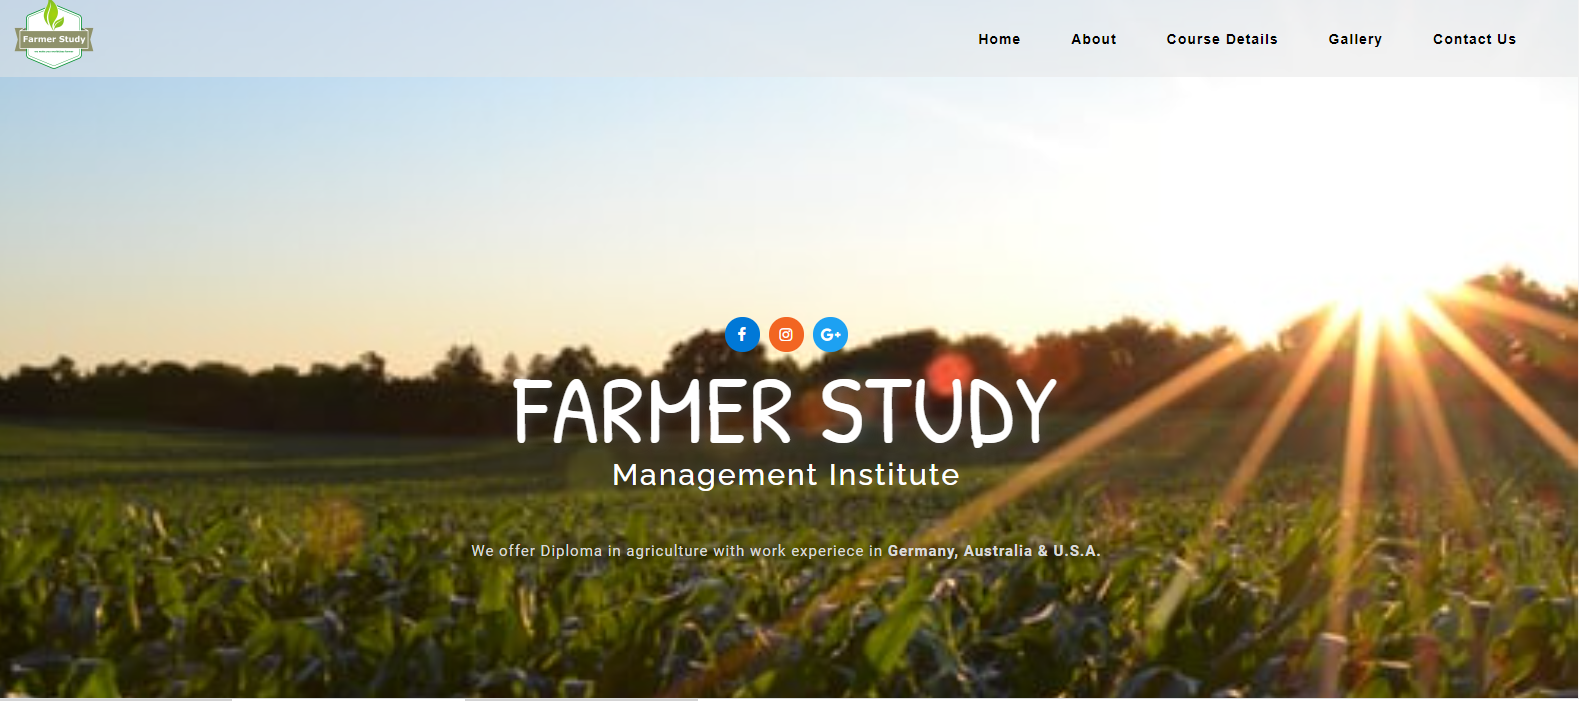 Farmer Study
Home
About
Course Details
Gallery
Contact Us
FARMER STUDY
Management Institute
We offer Diploma in agriculture with work experiece in Germany, Australia & U.S.A.